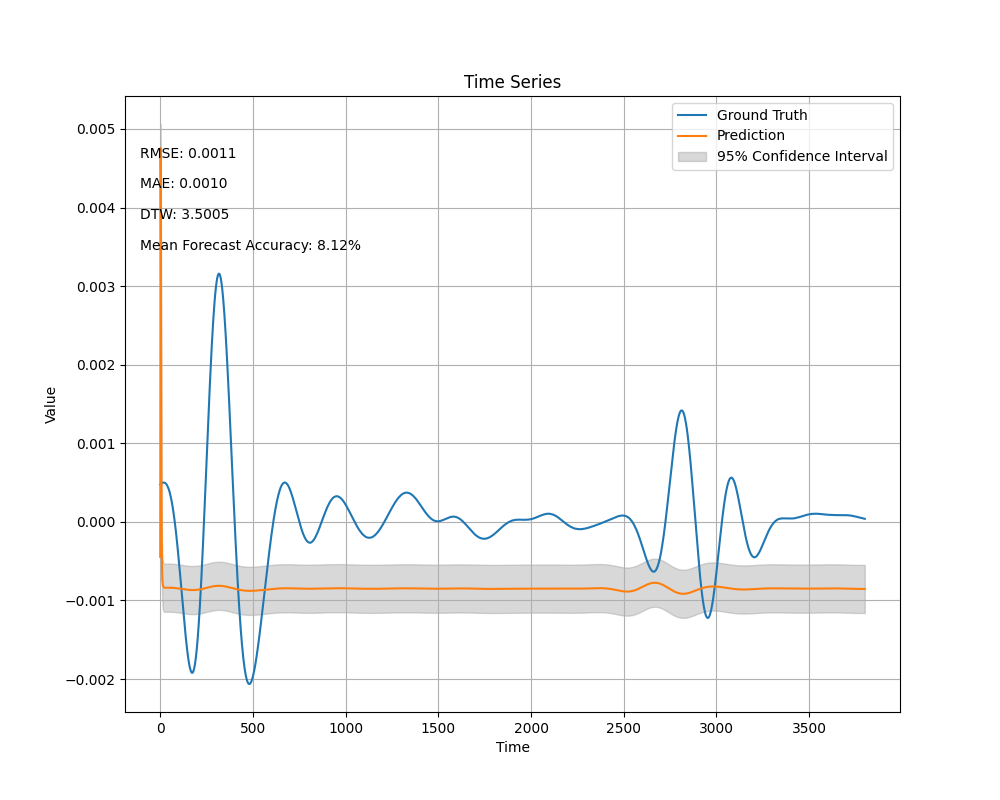 Time Series
Ground Truth
Prediction
95% Confidence Interval
RMSE: 0.0011
MAE: 0.0010
DTW: 3.5005
Mean Forecast Accuracy: 8.12%
Value
0.005
0.004
0.003
0.002
0.001
0.000
−0.001
−0.002
0 500 1000 1500 2000 2500 3000 3500
Time